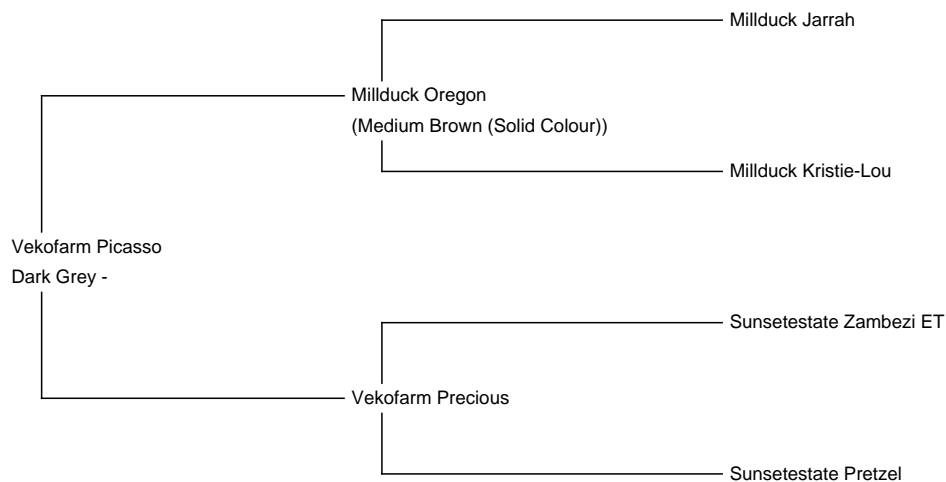 Millduck Jarrah
Millduck Oregon
(Medium Brown (Solid Colour))
Millduck Kristie-Lou
Vekofarm Picasso
Dark Grey -
Sunsetestate Zambezi ET
Vekofarm Precious
Sunsetestate Pretzel